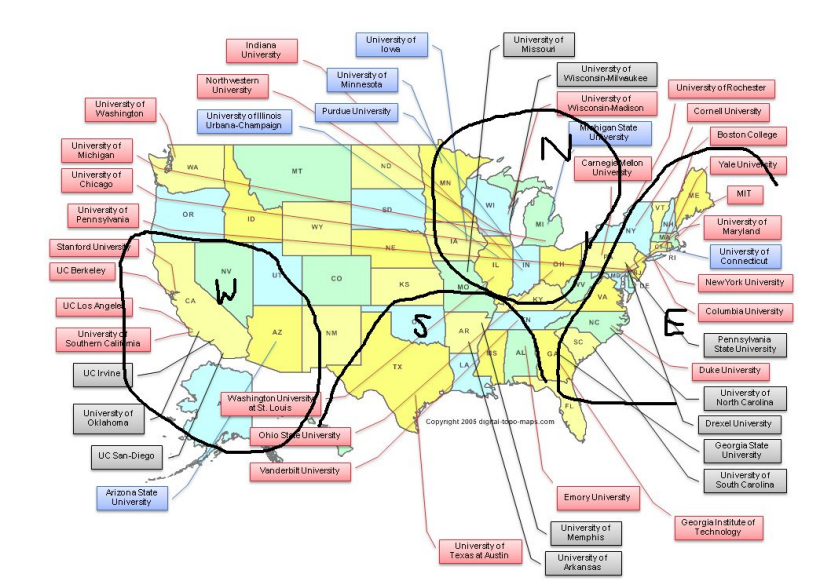 University of
Iowa
University of
Missouri
Indiana
University
University of
Minnesota
University of
Wisconsin-Milwaukee
Northwestern
University
University of Rochester
University of
Washington
Purdue University
University of
Wisconsin-Madison
Cornell University
University of Illinois
Urbana-Champaign
Michigan State
University
Boston College
University of
Michigan
N
Carnegie Mellon
University
Yale University
University of
Chicago
WA
MT
ND
MN
MIT
University of
Pennsylvania
OR
ID
WY
SD
WI
MI
NY
VT
NH
ME
University of
Maryland
Stanford University
NE
IA
MA
CT
RI
University of
Connecticut
UC Berkeley
NV
UT
CO
KS
IL
IN
OH
PA
NJ
New York University
W
CA
MO
KY
WV
VA
DE
UC Los Angeles
Columbia University
S
E
University of
Southern California
AZ
NM
AR
TN
NC
Pennsylvania
State University
UC Irvine
TX
LA
MS
AL
GA
SC
Duke University
University of
Oklahoma
Washington University
at St. Louis
FL
University of
North Carolina
Copyright 2005 digital-topo-maps.com
Drexel University
UC San-Diego
Ohio State University
Georgia State
University
Vanderbilt University
University of
South Carolina
Arizona State
University
Emory University
Georgia Institute of
Technology
University of
Memphis
University of
Texas at Austin
University of
Arkansas